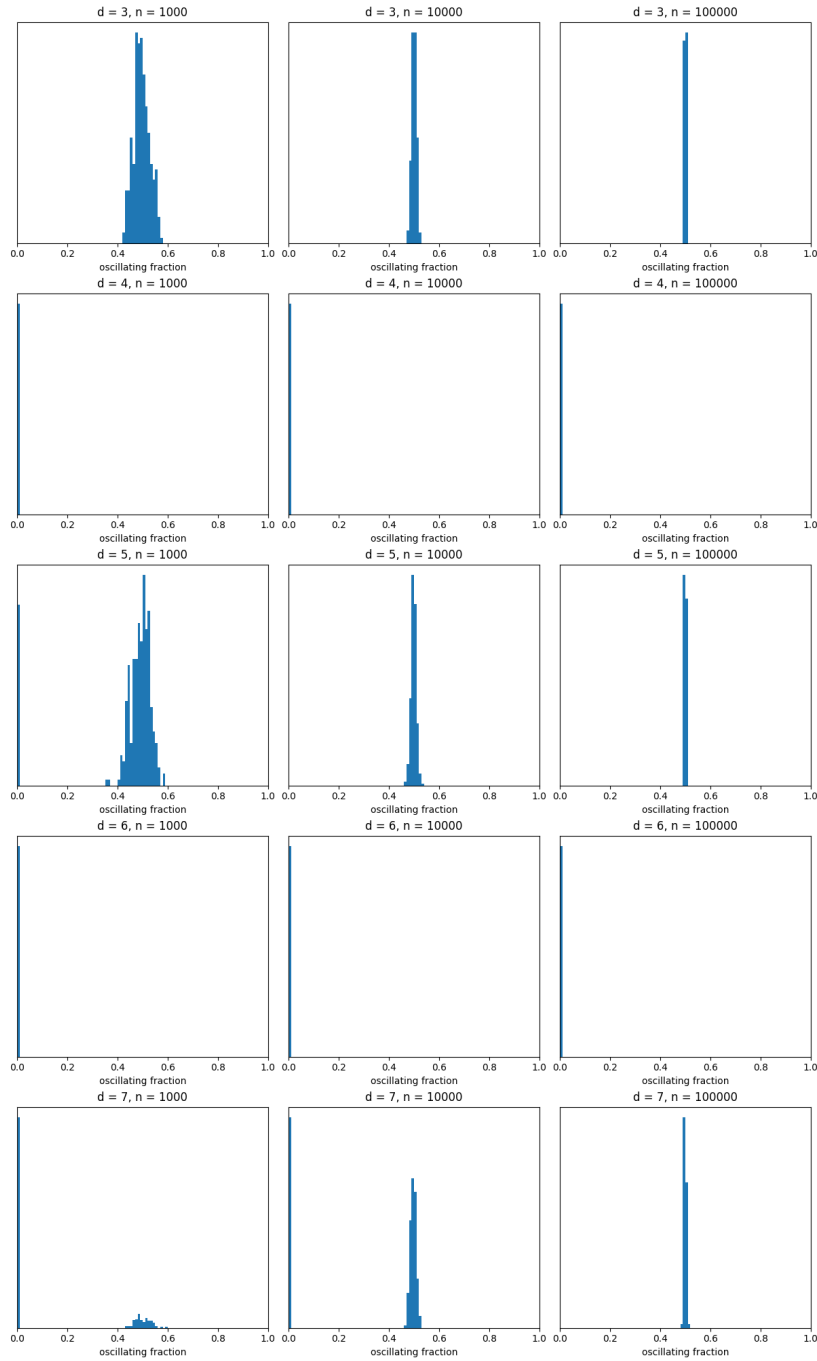 d = 3, n = 1000
d = 3, n = 10000
d = 3, n = 100000
0.0 0.2 0.4 0.6 0.8 1.0
0.0 0.2 0.4 0.6 0.8 1.0
0.0 0.2 0.4 0.6 0.8 1.0
oscillating fraction
oscillating fraction
oscillating fraction
d = 4, n = 1000
d = 4, n = 10000
d = 4, n = 100000
0.0 0.2 0.4 0.6 0.8 1.0
0.0 0.2 0.4 0.6 0.8 1.0
0.0 0.2 0.4 0.6 0.8 1.0
oscillating fraction
oscillating fraction
oscillating fraction
d = 5, n = 1000
d = 5, n = 10000
d = 5, n = 100000
0.0 0.2 0.4 0.6 0.8 1.0
0.0 0.2 0.4 0.6 0.8 1.0
0.0 0.2 0.4 0.6 0.8 1.0
oscillating fraction
oscillating fraction
oscillating fraction
d = 6, n = 1000
d = 6, n = 10000
d = 6, n = 100000
0.0 0.2 0.4 0.6 0.8 1.0
0.0 0.2 0.4 0.6 0.8 1.0
0.0 0.2 0.4 0.6 0.8 1.0
oscillating fraction
oscillating fraction
oscillating fraction
d = 7, n = 1000
d = 7, n = 10000
d = 7, n = 100000
0.0 0.2 0.4 0.6 0.8 1.0
0.0 0.2 0.4 0.6 0.8 1.0
0.0 0.2 0.4 0.6 0.8 1.0
oscillating fraction
oscillating fraction
oscillating fraction